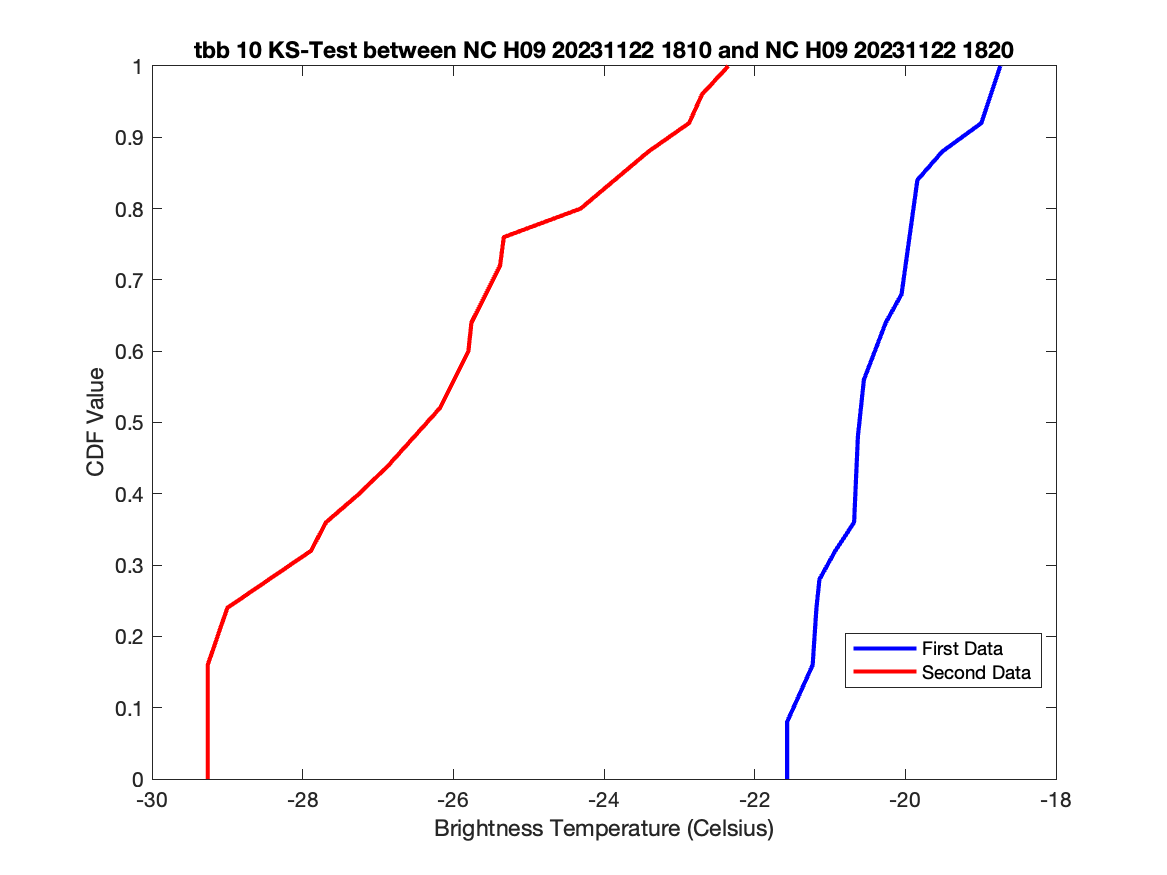 tbb 10 KS-Test between NC H09 20231122 1810 and NC H09 20231122 1820
1
0.9
0.8
0.7
0.6
0.5
0.4
0.3
0.2
0.1
0
CDF Value
First Data
Second Data
-30 -28 -26 -24 -22 -20 -18
Brightness Temperature (Celsius)